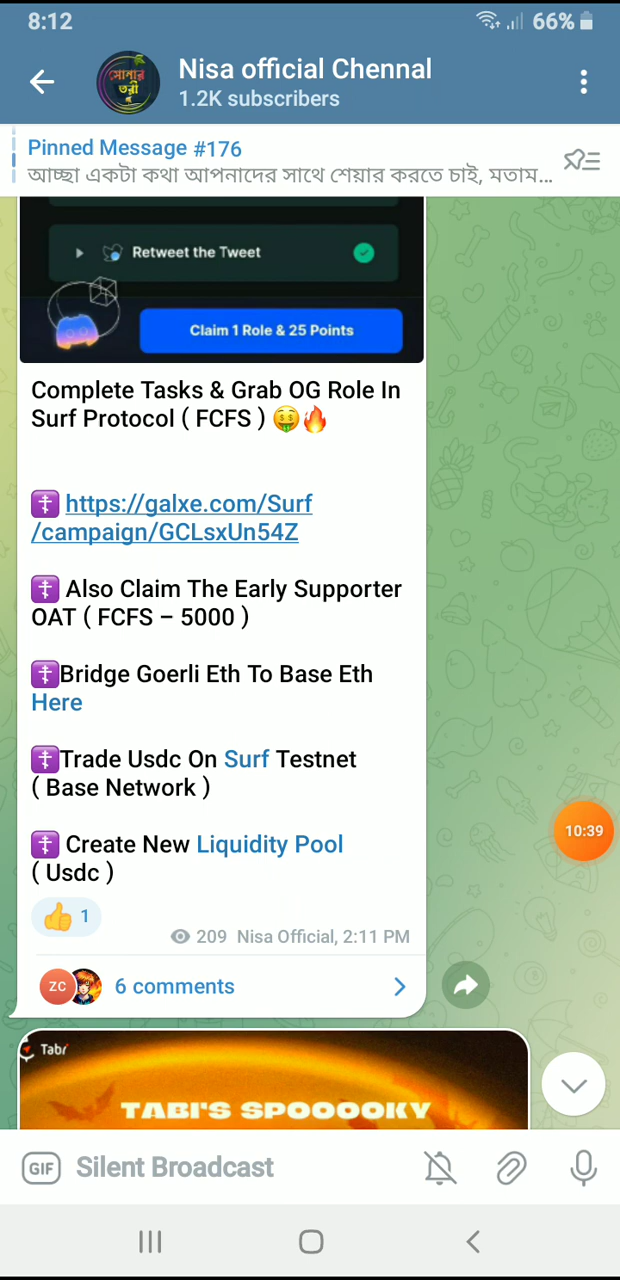 8:12
66%
সোনার
তরী
Nisa official Chennal
1.2K subscribers
Pinned Message #176
আচ্ছা একটা কথা আপনাদের সাথে শেয়ার করতে চাই, মতাম...
Retweet the Tweet
Claim 1 Role & 25 Points
Complete Tasks & Grab OG Role In
Surf Protocol ( FCFS ) 🤑🔥
☦️ https://galxe.com/Surf
/campaign/GCLsxUn54Z
☦️ Also Claim The Early Supporter
OAT ( FCFS – 5000 )
☦️Bridge Goerli Eth To Base Eth
Here
☦️Trade Usdc On Surf Testnet
( Base Network )
☦️ Create New Liquidity Pool
( Usdc )
👍 1
209 Nisa Official, 2:11 PM
ZC
6 comments
10:39
Tabi
TABI'S SPOOOOKY
GIF
Silent Broadcast